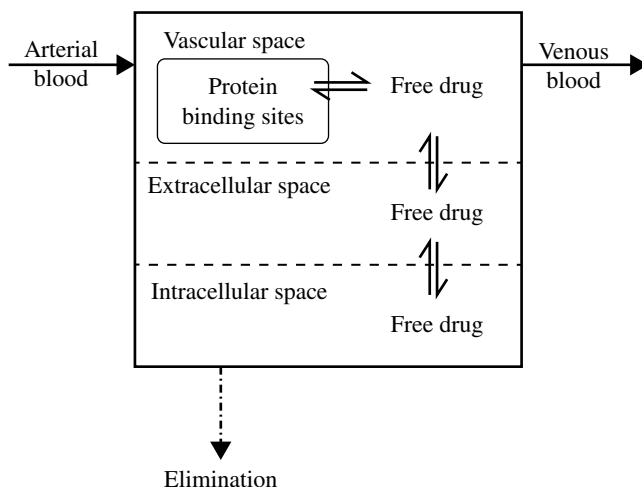 Arterial
blood
Vascular space
Protein
binding sites
Free drug
Venous
blood
Extracellular space
Free drug
Intracellular space
Free drug
Elimination